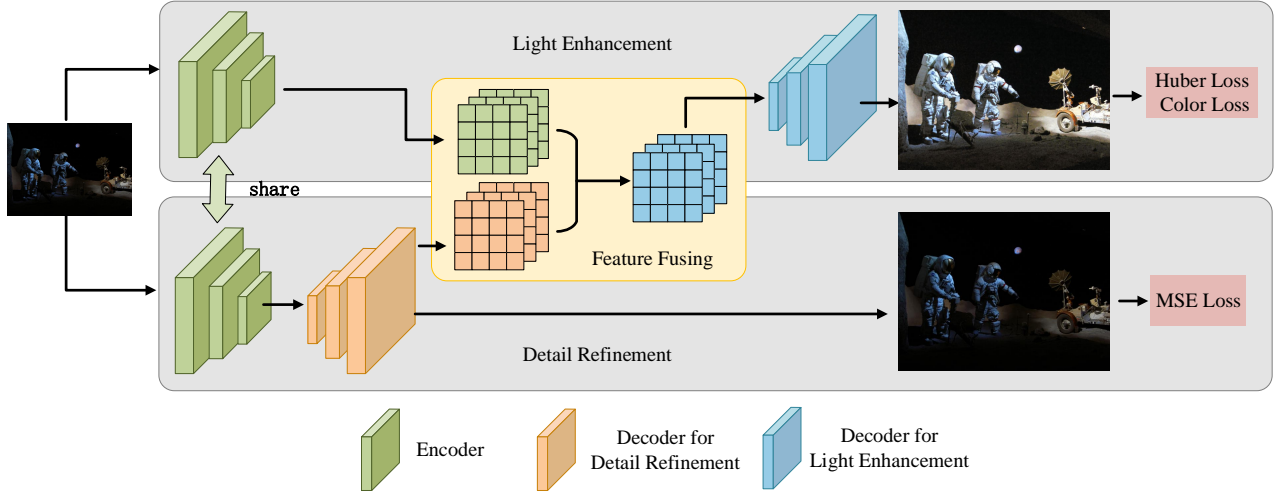 Light Enhancement
Huber Loss
Color Loss
share
Feature Fusing
MSE Loss
Detail Refinement
Encoder
Decoder for
Detail Refinement
Decoder for
Light Enhancement